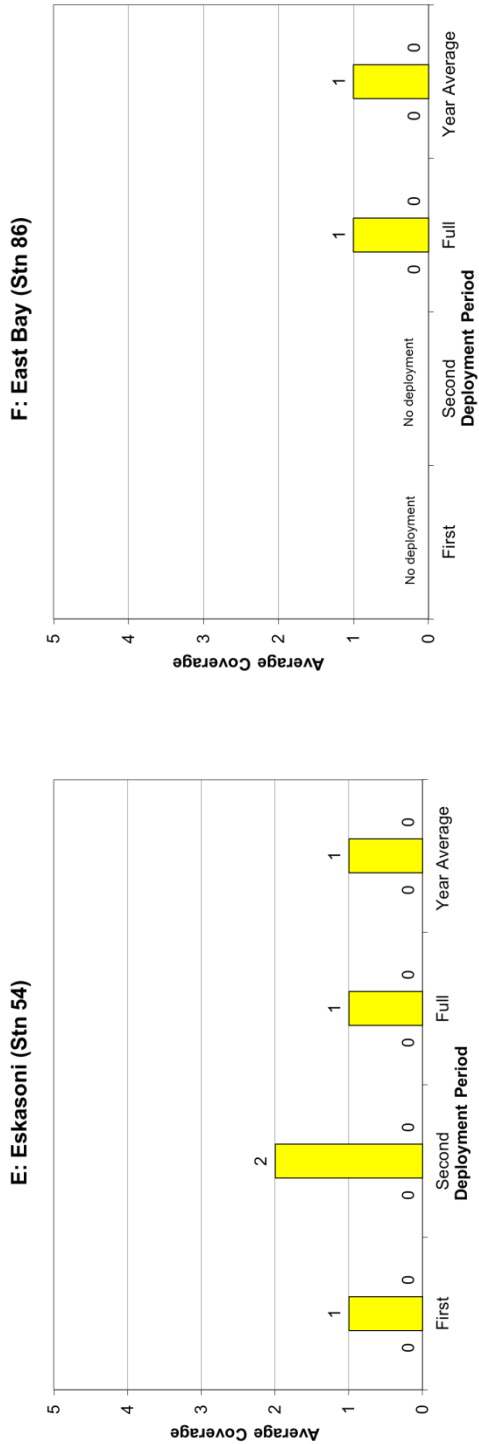 E: Eskasoni (Stn 54)
5
4
3
2
1
0
Average Coverage
0 1 0
0 2 0
0 1 0
0 1 0
First Second Full Year Average
Deployment Period
F: East Bay (Stn 86)
5
4
3
2
1
0
Average Coverage
No deployment
No deployment
0 1 0
0 1 0
First Second Full Year Average
Deployment Period